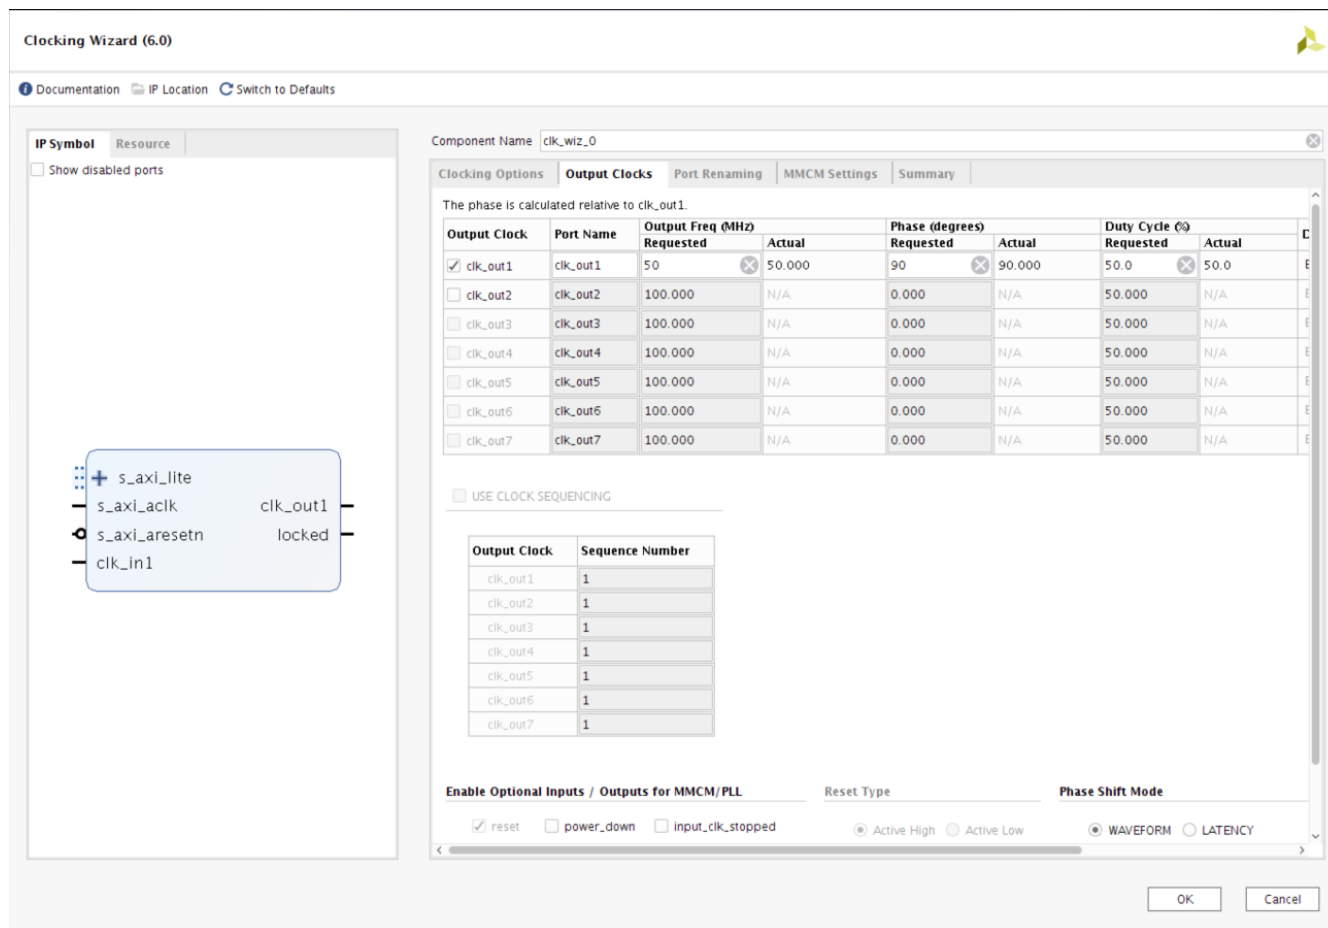 Clocking Wizard (6.0)
Documentation IP Location Switch to Defaults
IP Symbol Resource
Show disabled ports
s_axi_lite
s_axi_aclk clk_out1
s_axi_aresetn locked
clk_in1
Component Name clk_wiz_0
Clocking Options Output Clocks Port Renaming MMCM Settings Summary
The phase is calculated relative to clk_out1.
Output Clock Port Name Output Freq (MHz) Phase (degrees) Duty Cycle (%)
Requested Actual Requested Actual Requested Actual
clk_out1 clk_out1 50 50.000 90 90.000 50.0 50.0
clk_out2 clk_out2 100.000 N/A 0.000 N/A 50.000 N/A
clk_out3 clk_out3 100.000 N/A 0.000 N/A 50.000 N/A
clk_out4 clk_out4 100.000 N/A 0.000 N/A 50.000 N/A
clk_out5 clk_out5 100.000 N/A 0.000 N/A 50.000 N/A
clk_out6 clk_out6 100.000 N/A 0.000 N/A 50.000 N/A
clk_out7 clk_out7 100.000 N/A 0.000 N/A 50.000 N/A
USE CLOCK SEQUENCING
Output Clock Sequence Number
clk_out1 1
clk_out2 1
clk_out3 1
clk_out4 1
clk_out5 1
clk_out6 1
clk_out7 1
Enable Optional Inputs / Outputs for MMCM/PLL Reset Type Phase Shift Mode
reset power_down input_clk_stopped Active High Active Low WAVEFORM LATENCY
OK Cancel